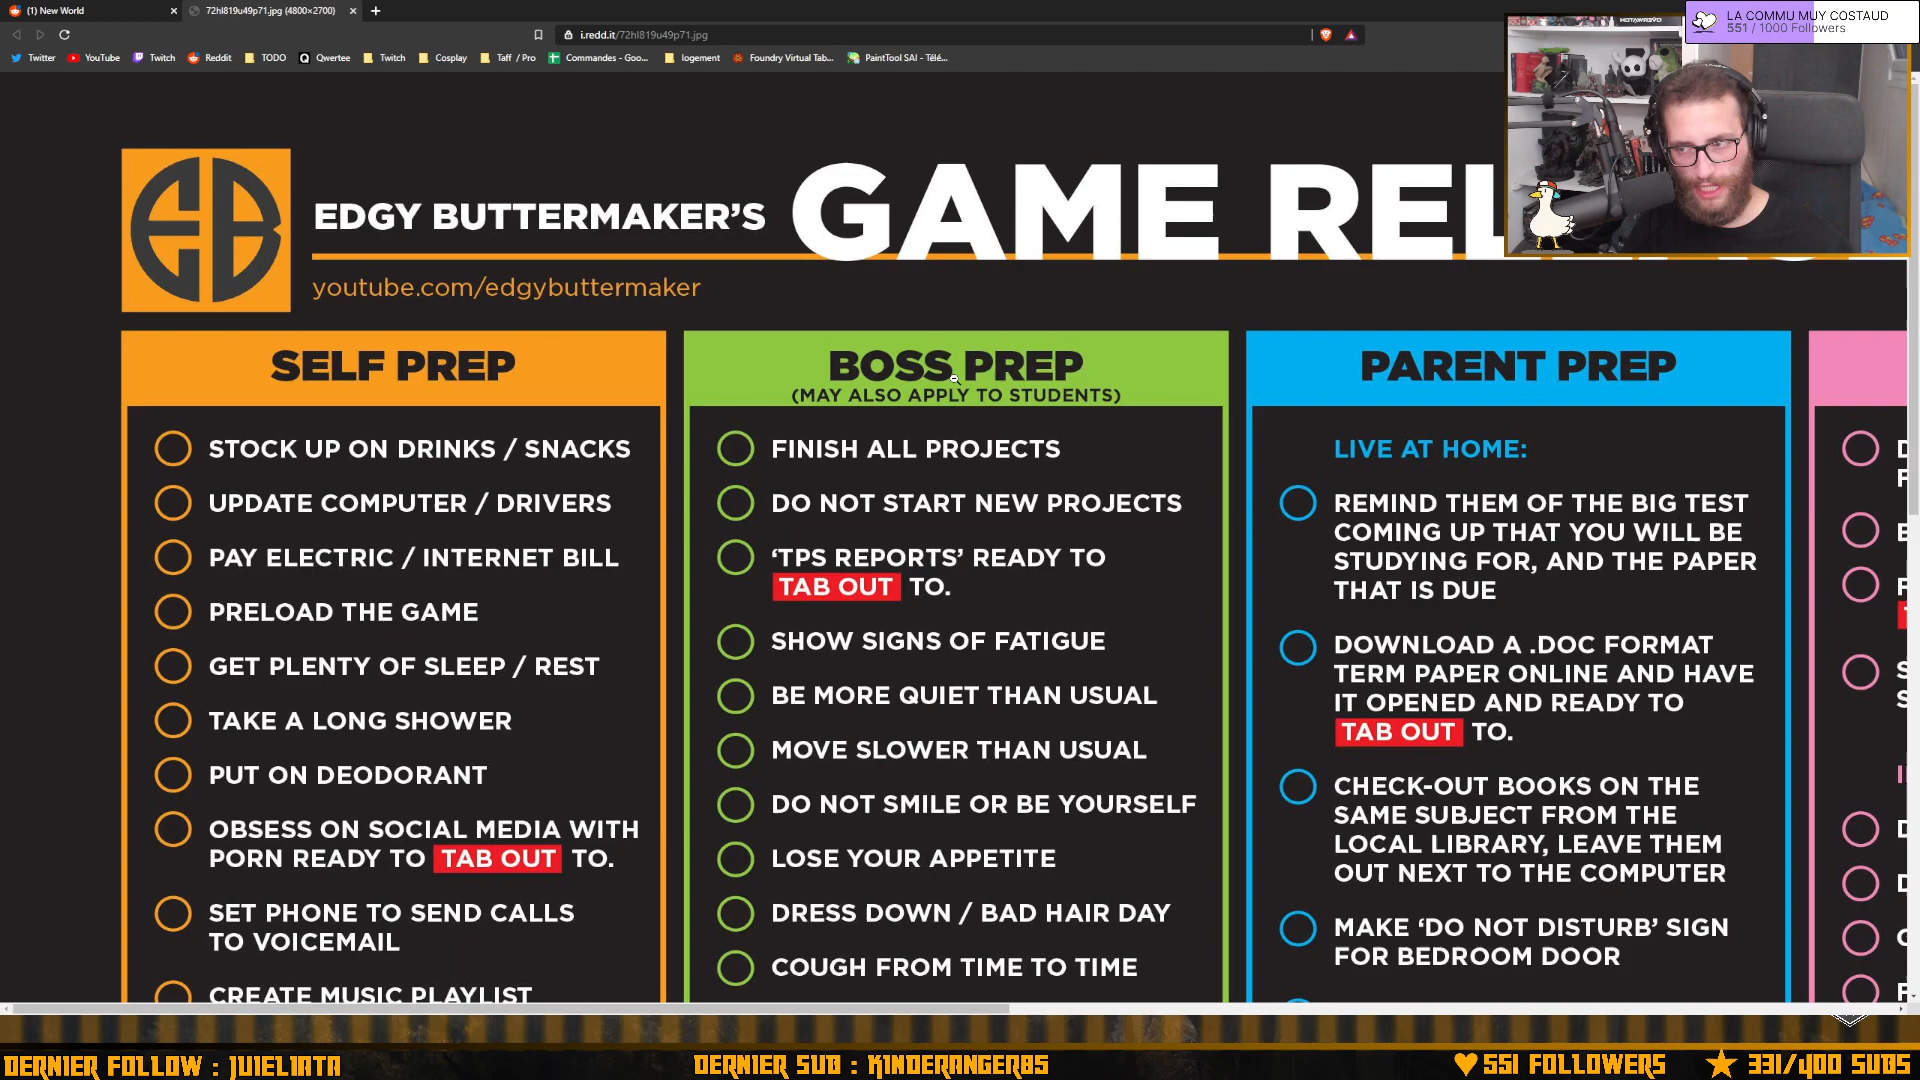 (1) New World
72hl819u49p71.jpg (4800×2700)
i.redd.it/72hl819u49p71.jpg
Twitter YouTube Twitch Reddit TODO Qwertee Twitch Cosplay Taff / Pro Commandes - Goo... logement Foundry Virtual Tab... PaintTool SAI - Télé...
LA COMMU MUY COSTAUD
551 / 1000 Followers
EB
EDGY BUTTERMAKER'S
GAME REL
youtube.com/edgybuttermaker
SELF PREP
STOCK UP ON DRINKS / SNACKS
UPDATE COMPUTER / DRIVERS
PAY ELECTRIC / INTERNET BILL
PRELOAD THE GAME
GET PLENTY OF SLEEP / REST
TAKE A LONG SHOWER
PUT ON DEODORANT
OBSESS ON SOCIAL MEDIA WITH
PORN READY TO TAB OUT TO.
SET PHONE TO SEND CALLS
TO VOICEMAIL
CREATE MUSIC PLAYLIST
BOSS PREP
(MAY ALSO APPLY TO STUDENTS)
FINISH ALL PROJECTS
DO NOT START NEW PROJECTS
‘TPS REPORTS’ READY TO
TAB OUT TO.
SHOW SIGNS OF FATIGUE
BE MORE QUIET THAN USUAL
MOVE SLOWER THAN USUAL
DO NOT SMILE OR BE YOURSELF
LOSE YOUR APPETITE
DRESS DOWN / BAD HAIR DAY
COUGH FROM TIME TO TIME
PARENT PREP
LIVE AT HOME:
REMIND THEM OF THE BIG TEST
COMING UP THAT YOU WILL BE
STUDYING FOR, AND THE PAPER
THAT IS DUE
DOWNLOAD A .DOC FORMAT
TERM PAPER ONLINE AND HAVE
IT OPENED AND READY TO
TAB OUT TO.
CHECK-OUT BOOKS ON THE
SAME SUBJECT FROM THE
LOCAL LIBRARY, LEAVE THEM
OUT NEXT TO THE COMPUTER
MAKE ‘DO NOT DISTURB’ SIGN
FOR BEDROOM DOOR
DERNIER FOLLOW : JUIELINTA
DERNIER SUB : KINDERANGER85
551 FOLLOWERS
331/400 SUBS